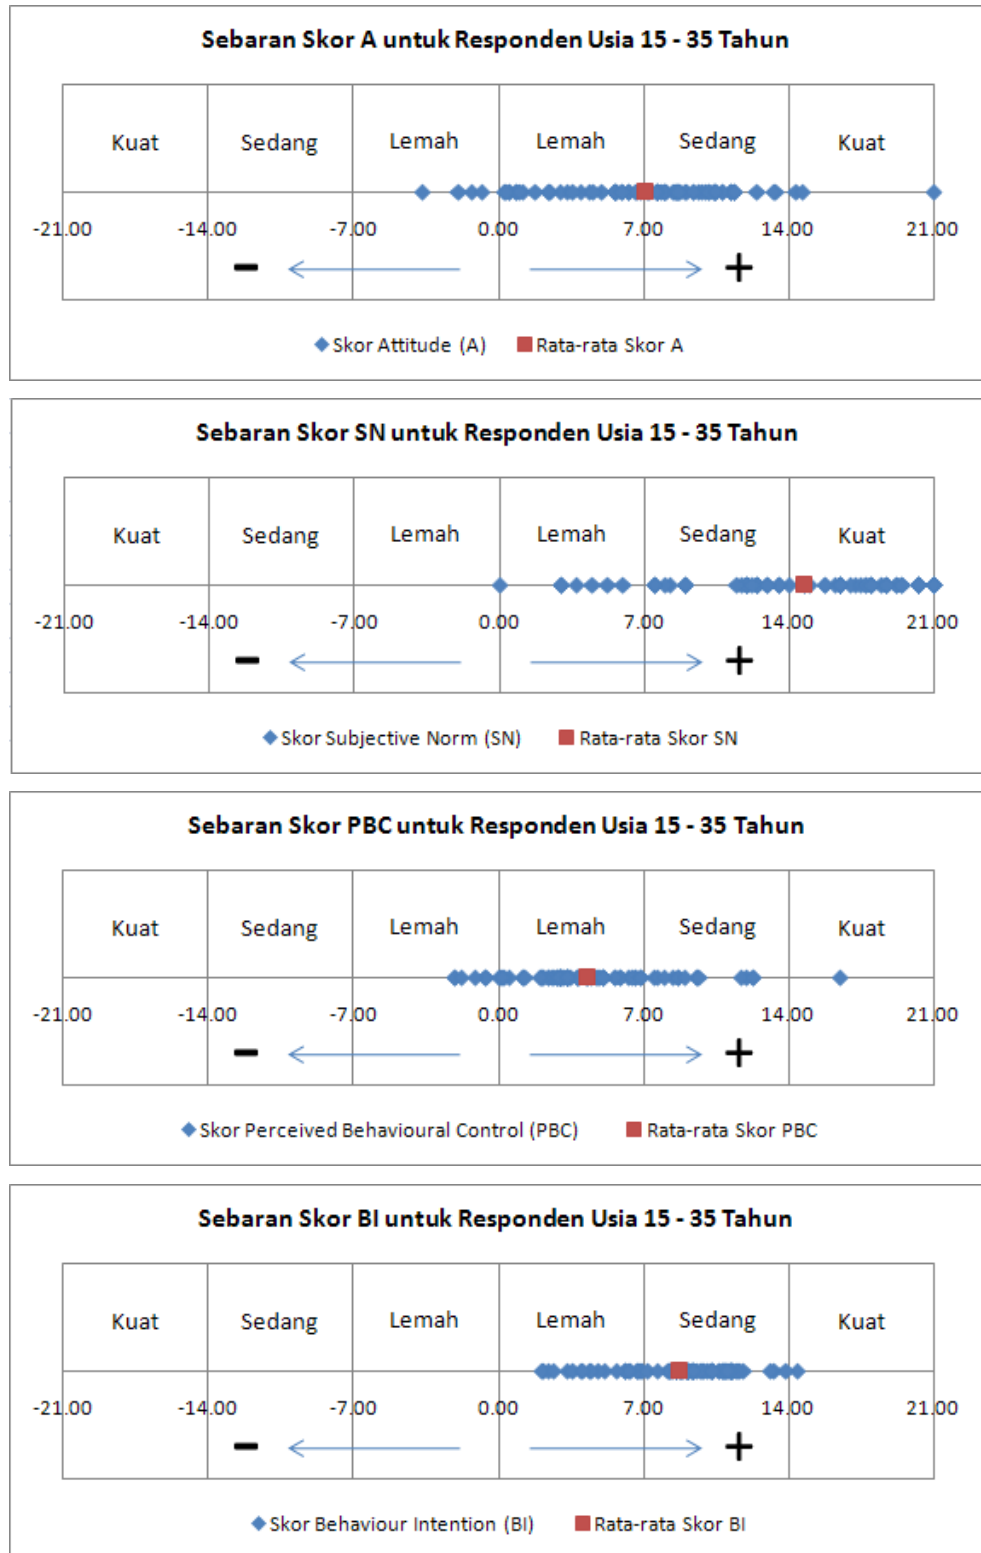 Sebaran Skor A untuk Responden Usia 15 - 35 Tahun
Kuat Sedang Lemah Lemah Sedang Kuat
-21.00 -14.00 -7.00 0.00 7.00 14.00 21.00
− +
Skor Attitude (A) Rata-rata Skor A
Sebaran Skor SN untuk Responden Usia 15 - 35 Tahun
Kuat Sedang Lemah Lemah Sedang Kuat
-21.00 -14.00 -7.00 0.00 7.00 14.00 21.00
− +
Skor Subjective Norm (SN) Rata-rata Skor SN
Sebaran Skor PBC untuk Responden Usia 15 - 35 Tahun
Kuat Sedang Lemah Lemah Sedang Kuat
-21.00 -14.00 -7.00 0.00 7.00 14.00 21.00
− +
Skor Perceived Behavioural Control (PBC) Rata-rata Skor PBC
Sebaran Skor BI untuk Responden Usia 15 - 35 Tahun
Kuat Sedang Lemah Lemah Sedang Kuat
-21.00 -14.00 -7.00 0.00 7.00 14.00 21.00
− +
Skor Behaviour Intention (BI) Rata-rata Skor BI